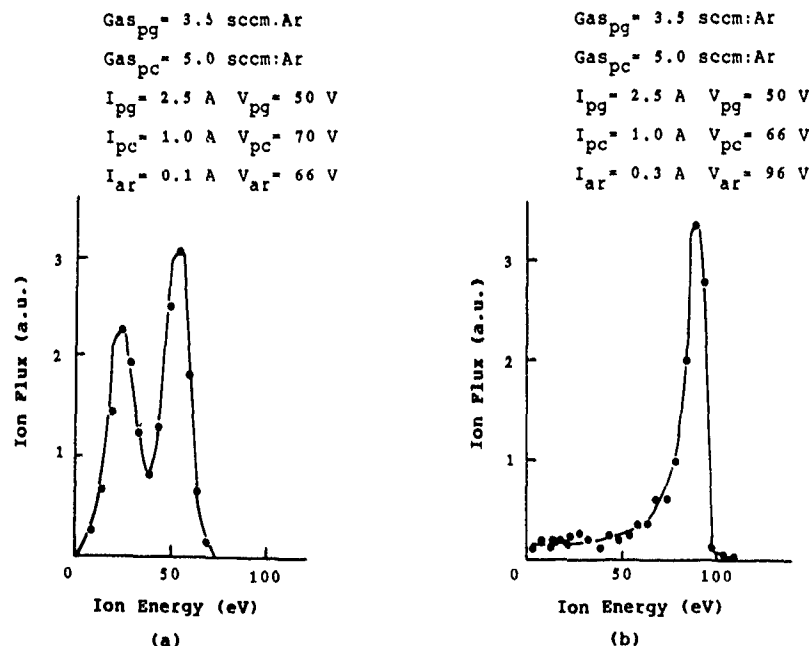 Gas_pg= 3.5 sccm.Ar
Gas_pc= 5.0 sccm:Ar
I_pg= 2.5 A V_pg= 50 V
I_pc= 1.0 A V_pc= 70 V
I_ar= 0.1 A V_ar= 66 V
3
2
1
Ion Flux (a.u.)
0 50 100
Ion Energy (eV)
(a)
Gas_pg= 3.5 sccm:Ar
Gas_pc= 5.0 sccm:Ar
I_pg= 2.5 A V_pg= 50 V
I_pc= 1.0 A V_pc= 66 V
I_ar= 0.3 A V_ar= 96 V
3
2
1
Ion Flux (a.u.)
0 50 100
Ion Energy (eV)
(b)